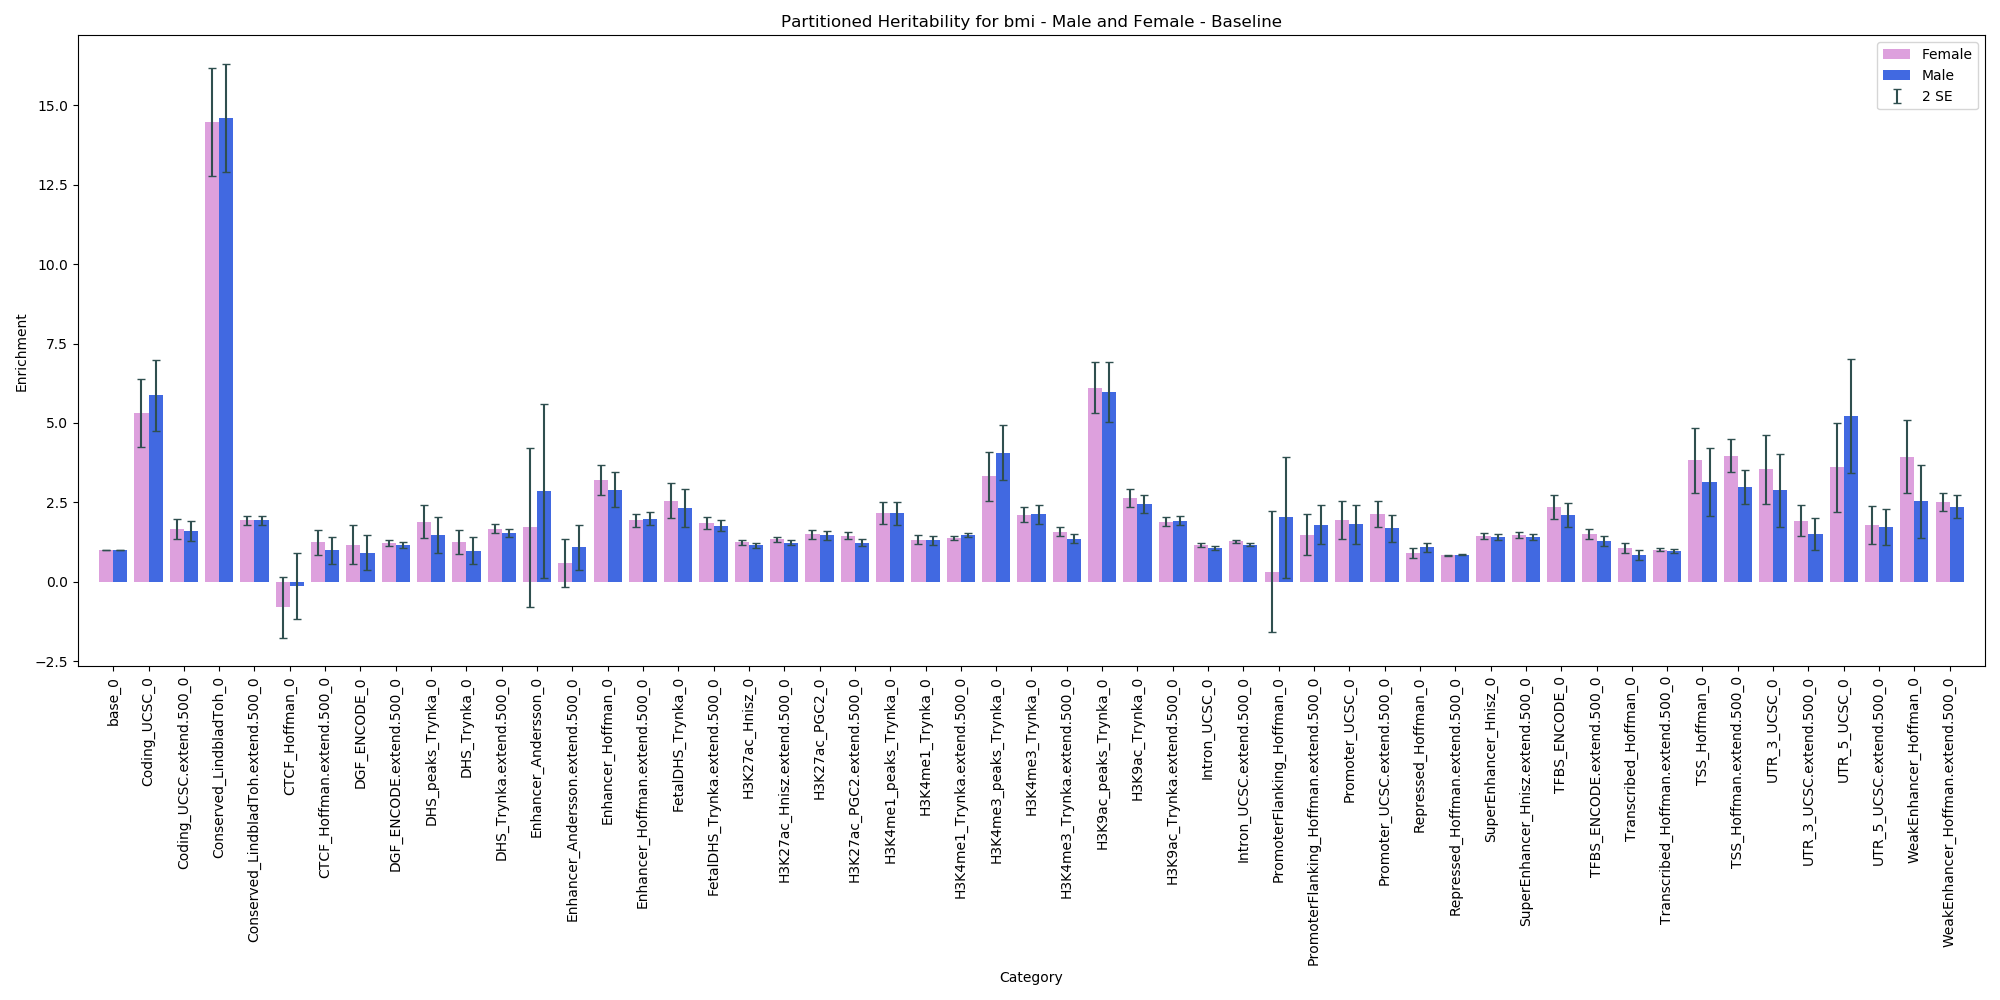 Partitioned Heritability for bmi - Male and Female - Baseline
Female
Male
2 SE
15.0
12.5
10.0
7.5
5.0
2.5
0.0
−2.5
Enrichment
base_0
Coding_UCSC_0
Coding_UCSC.extend.500_0
Conserved_LindbladToh_0
Conserved_LindbladToh.extend.500_0
CTCF_Hoffman_0
CTCF_Hoffman.extend.500_0
DGF_ENCODE_0
DGF_ENCODE.extend.500_0
DHS_peaks_Trynka_0
DHS_Trynka_0
DHS_Trynka.extend.500_0
Enhancer_Andersson_0
Enhancer_Andersson.extend.500_0
Enhancer_Hoffman_0
Enhancer_Hoffman.extend.500_0
FetalDHS_Trynka_0
FetalDHS_Trynka.extend.500_0
H3K27ac_Hnisz_0
H3K27ac_Hnisz.extend.500_0
H3K27ac_PGC2_0
H3K27ac_PGC2.extend.500_0
H3K4me1_peaks_Trynka_0
H3K4me1_Trynka_0
H3K4me1_Trynka.extend.500_0
H3K4me3_peaks_Trynka_0
H3K4me3_Trynka_0
H3K4me3_Trynka.extend.500_0
H3K9ac_peaks_Trynka_0
H3K9ac_Trynka_0
H3K9ac_Trynka.extend.500_0
Intron_UCSC_0
Intron_UCSC.extend.500_0
PromoterFlanking_Hoffman_0
PromoterFlanking_Hoffman.extend.500_0
Promoter_UCSC_0
Promoter_UCSC.extend.500_0
Repressed_Hoffman_0
Repressed_Hoffman.extend.500_0
SuperEnhancer_Hnisz_0
SuperEnhancer_Hnisz.extend.500_0
TFBS_ENCODE_0
TFBS_ENCODE.extend.500_0
Transcribed_Hoffman_0
Transcribed_Hoffman.extend.500_0
TSS_Hoffman_0
TSS_Hoffman.extend.500_0
UTR_3_UCSC_0
UTR_3_UCSC.extend.500_0
UTR_5_UCSC_0
UTR_5_UCSC.extend.500_0
WeakEnhancer_Hoffman_0
WeakEnhancer_Hoffman.extend.500_0
Category